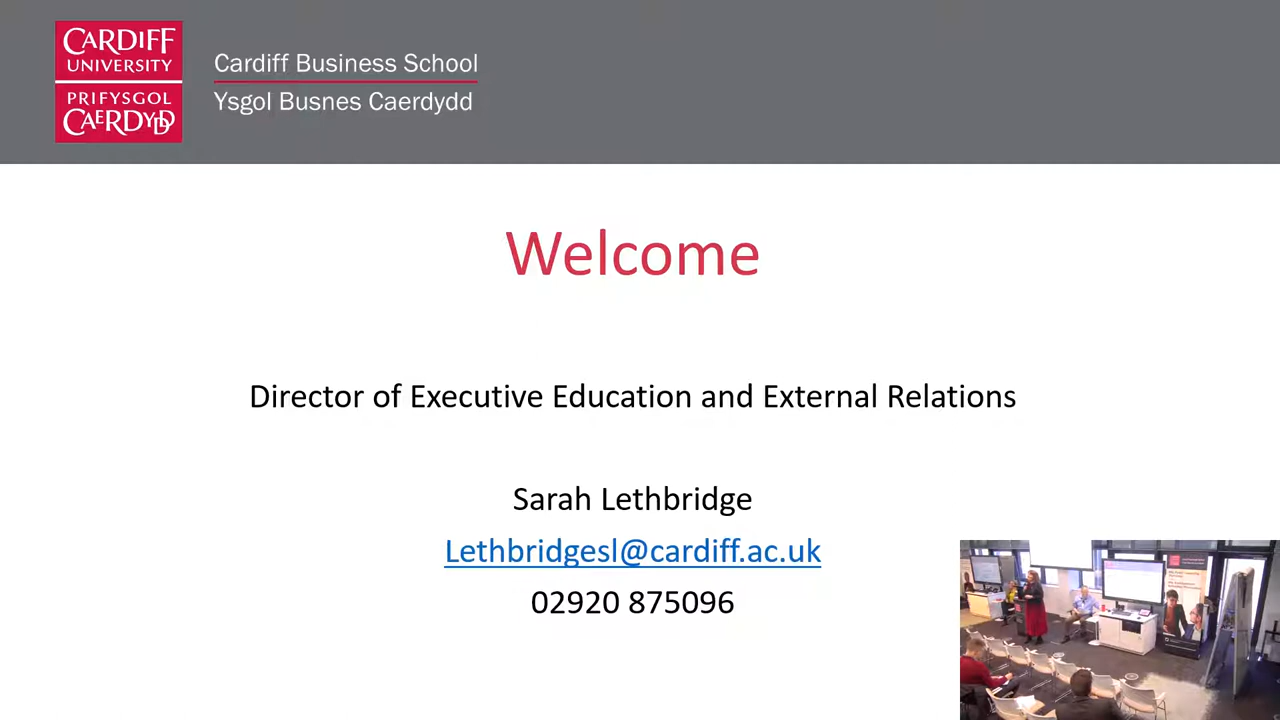 CARDIFF
UNIVERSITY
PRIFYSGOL
CAERDYDD
Cardiff Business School
Ysgol Busnes Caerdydd
Welcome
Director of Executive Education and External Relations
Sarah Lethbridge
Lethbridgesl@cardiff.ac.uk
02920 875096